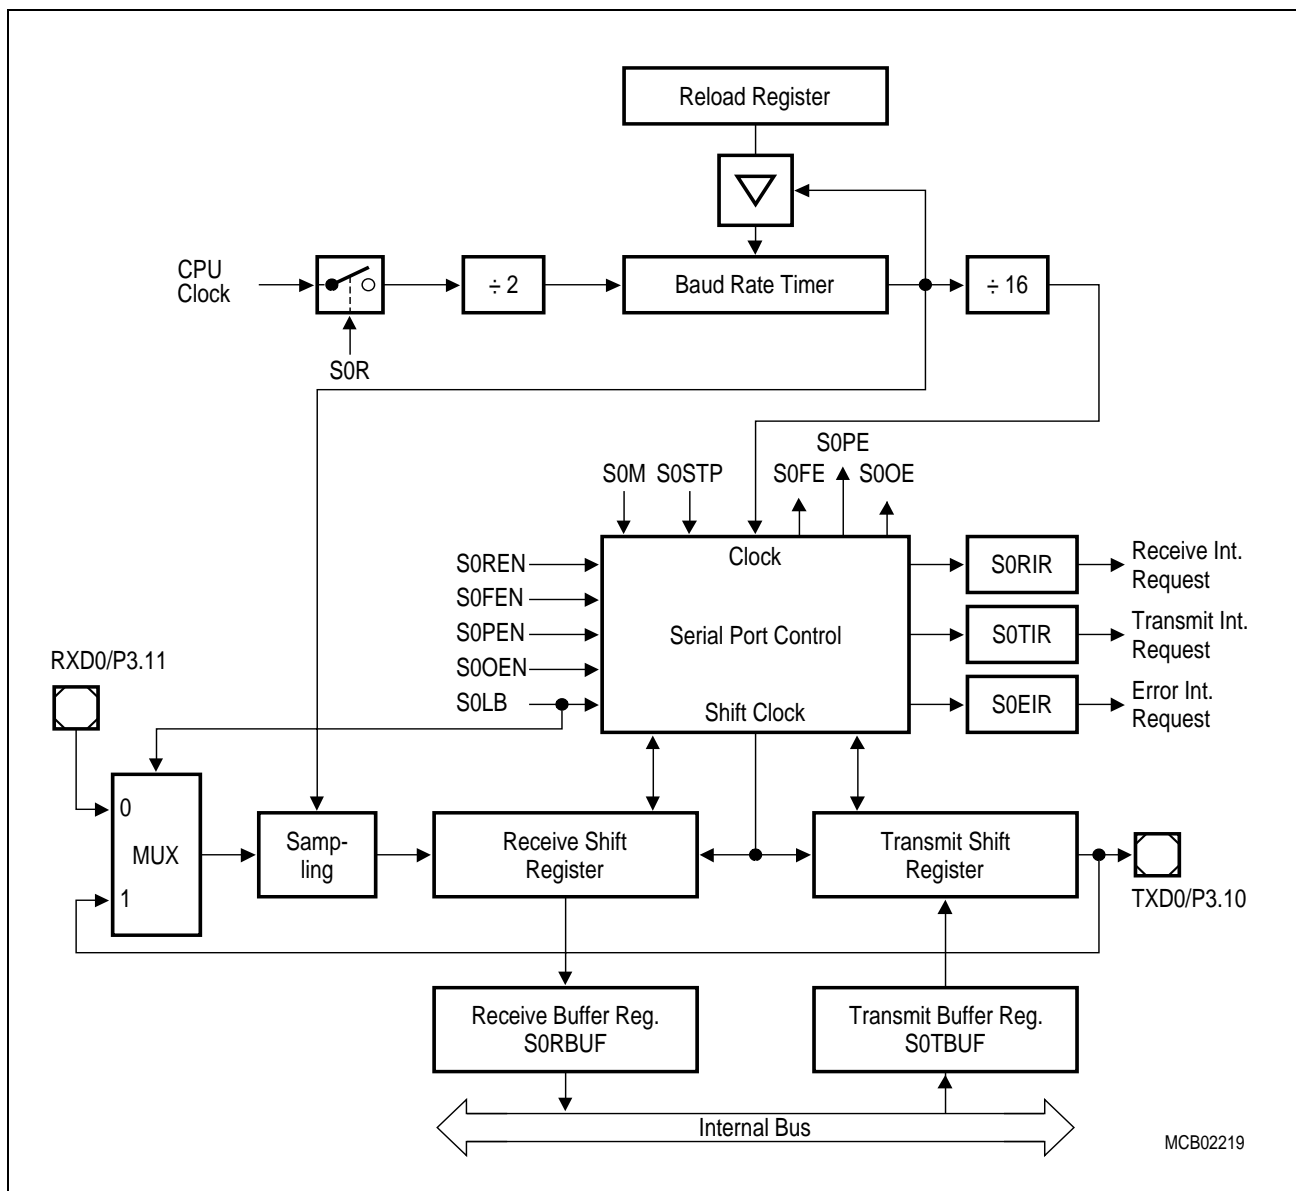 Reload Register
CPU
Clock
÷ 2
Baud Rate Timer
÷ 16
S0R
S0PE
S0M S0STP S0FE S0OE
Clock
S0REN
S0FEN
S0PEN
S0OEN
S0LB
Serial Port Control
Shift Clock
S0RIR
Receive Int.
Request
S0TIR
Transmit Int.
Request
S0EIR
Error Int.
Request
RXD0/P3.11
0
MUX
1
Samp-
ling
Receive Shift
Register
Transmit Shift
Register
TXD0/P3.10
Receive Buffer Reg.
S0RBUF
Transmit Buffer Reg.
S0TBUF
Internal Bus
MCB02219